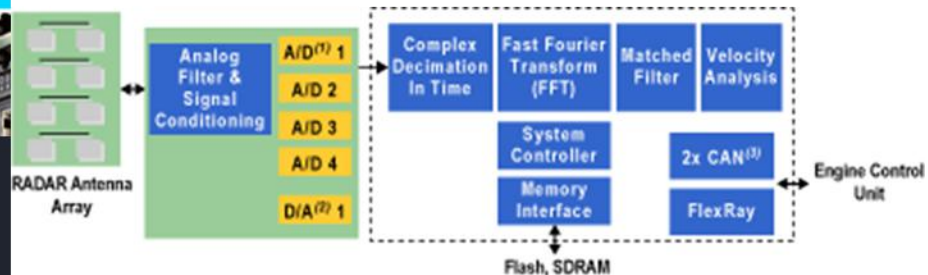 RADAR Antenna
Array
Analog
Filter &
Signal
Conditioning
A/D(1) 1
A/D 2
A/D 3
A/D 4
D/A(2) 1
Complex
Decimation
In Time
Fast Fourier
Transform
(FFT)
Matched
Filter
Velocity
Analysis
System
Controller
Memory
Interface
2x CAN(3)
FlexRay
Engine Control
Unit
Flash, SDRAM